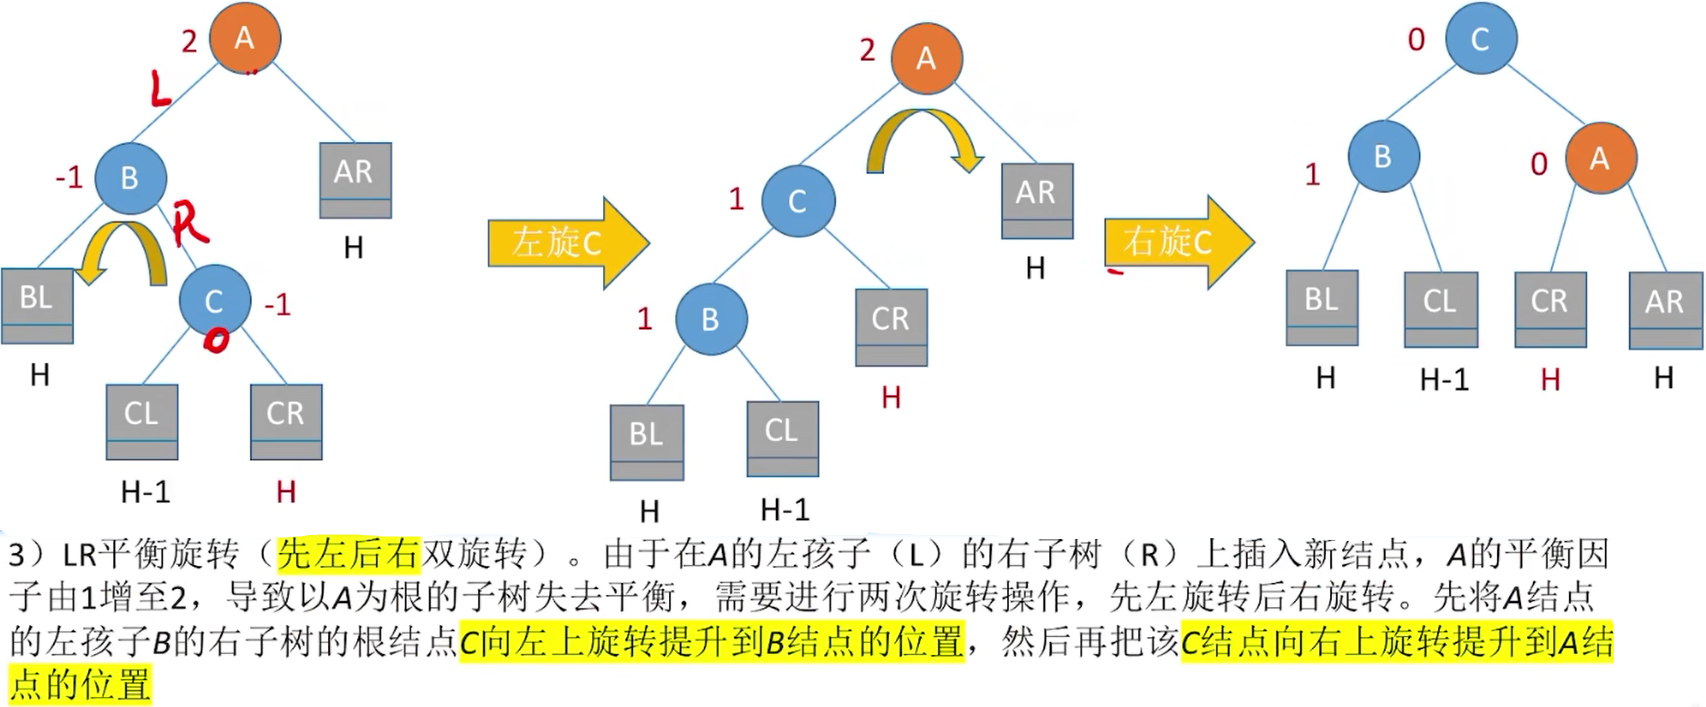 2 A
L
-1 B
AR
H
R
BL
H
C -1
0
CL
H-1
CR
H
左旋C
2 A
1 C
AR
H
1 B
CR
H
BL
H
CL
H-1
右旋C
0 C
1 B
0 A
BL CL CR AR
H H-1 H H
3）LR平衡旋转（先左后右双旋转）。由于在A的左孩子（L）的右子树（R）上插入新结点，A的平衡因
子由1增至2，导致以A为根的子树失去平衡，需要进行两次旋转操作，先左旋转后右旋转。先将A结点
的左孩子B的右子树的根结点C向左上旋转提升到B结点的位置，然后再把该C结点向右上旋转提升到A结
点的位置